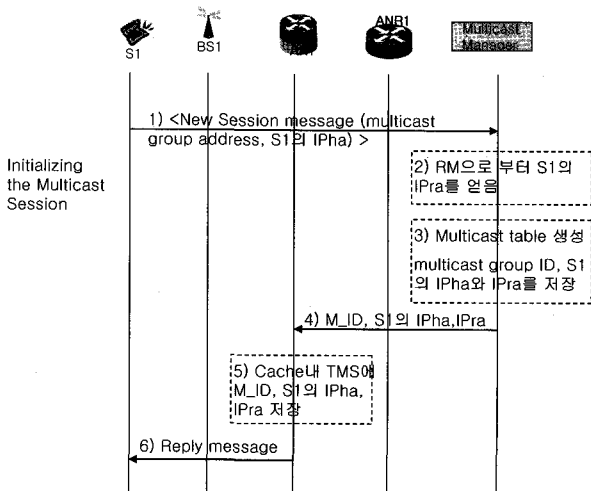 S1
BS1
ANR1
Multicast
Manager
1) <New Session message (multicast
group address, S1의 IPha) >
Initializing
the Multicast
Session
2) RM으로 부터 S1의
IPra를 얻음
3) Multicast table 생성
multicast group ID, S1
의 IPha와 IPra를 저장
4) M_ID, S1의 IPha,IPra
5) Cache내 TMS에
M_ID, S1의 IPha,
IPra 저장
6) Reply message